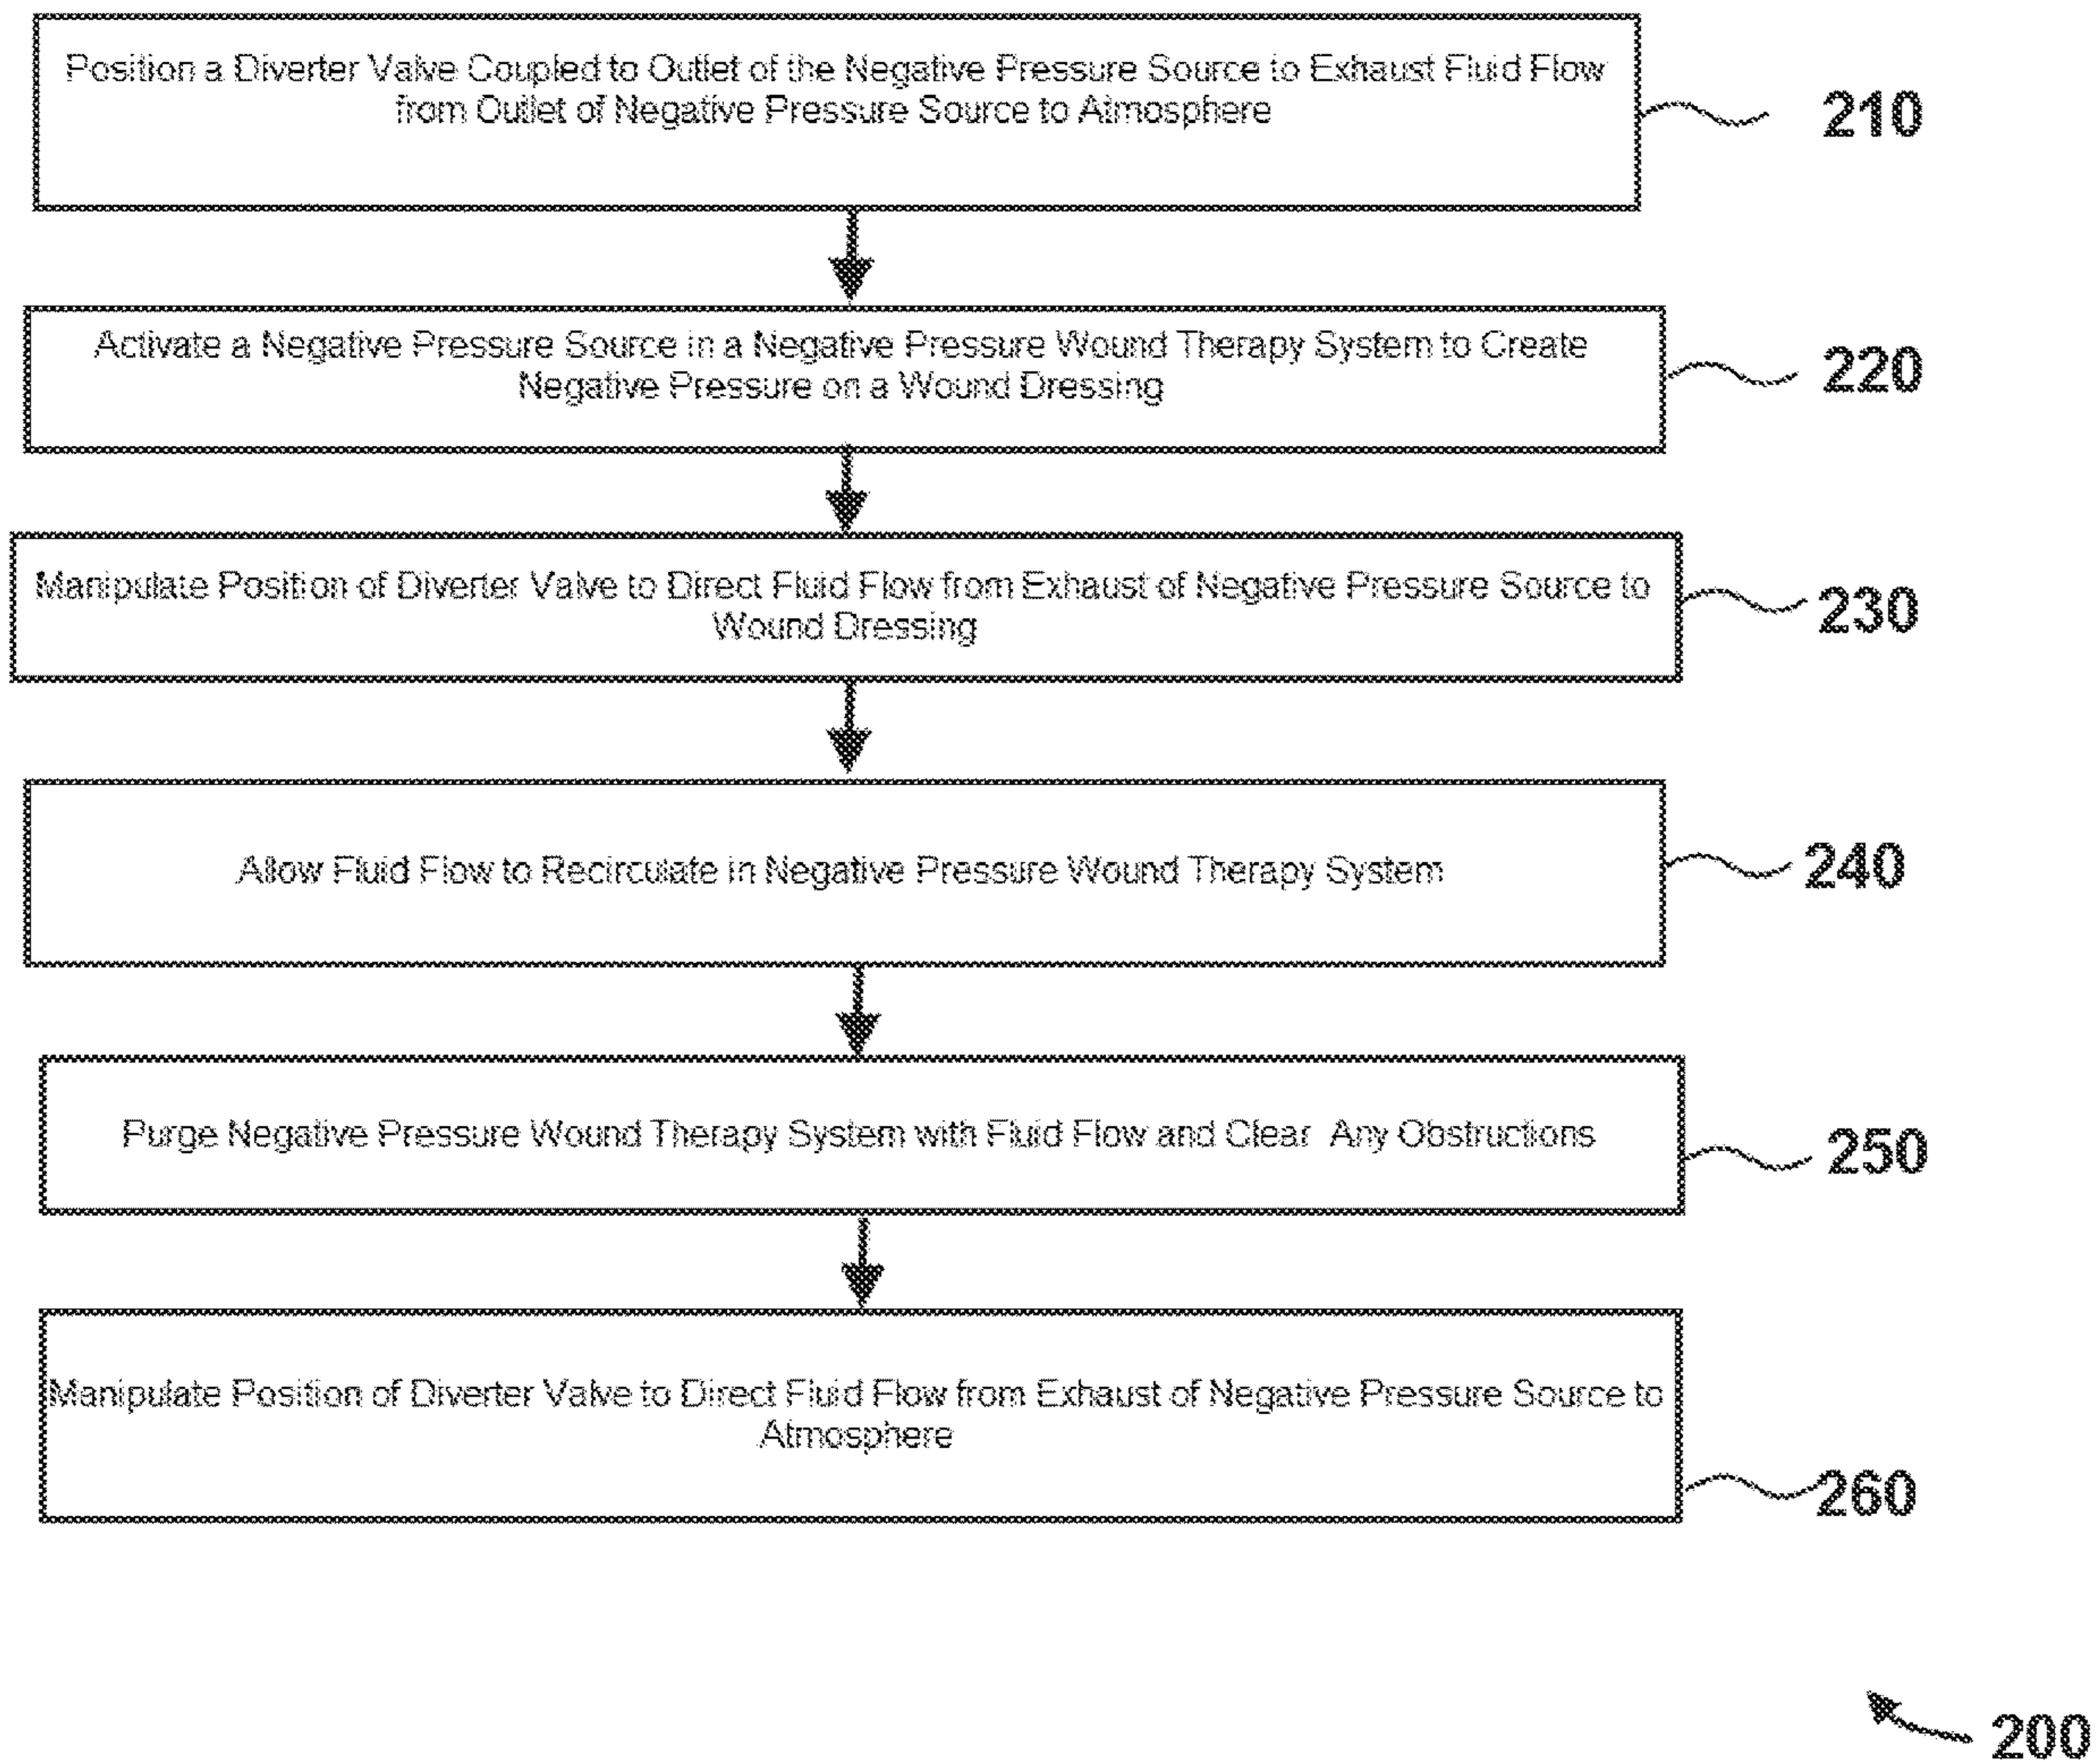 Position a Diverter Valve Coupled to Outlet of the Negative Pressure Source to Exhaust Fluid Flow
from Outlet of Negative Pressure Source to Atmosphere
210
Activate a Negative Pressure Source in a Negative Pressure Wound Therapy System to Create
Negative Pressure on a Wound Dressing
220
Manipulate Position of Diverter Valve to Direct Fluid Flow from Exhaust of Negative Pressure Source to
Wound Dressing
230
Allow Fluid Flow to Recirculate in Negative Pressure Wound Therapy System
240
Purge Negative Pressure Wound Therapy System with Fluid Flow and Clear Any Obstructions
250
Manipulate Position of Diverter Valve to Direct Fluid Flow from Exhaust of Negative Pressure Source to
Atmosphere
260
200